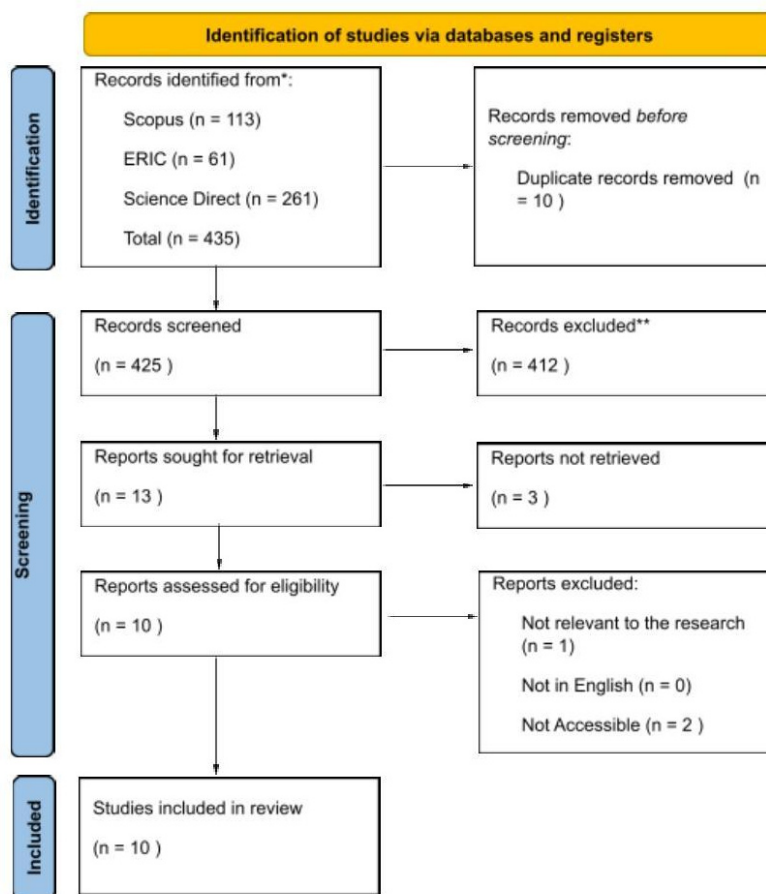 Identification of studies via databases and registers
Identification
Records identified from*:
Scopus (n = 113)
ERIC (n = 61)
Science Direct (n = 261)
Total (n = 435)
Records removed before
screening:
Duplicate records removed (n
= 10 )
Screening
Records screened
(n = 425 )
Records excluded**
(n = 412 )
Reports sought for retrieval
(n = 13 )
Reports not retrieved
(n = 3 )
Reports assessed for eligibility
(n = 10 )
Reports excluded:
Not relevant to the research
(n = 1)
Not in English (n = 0)
Not Accessible (n = 2 )
Included
Studies included in review
(n = 10 )